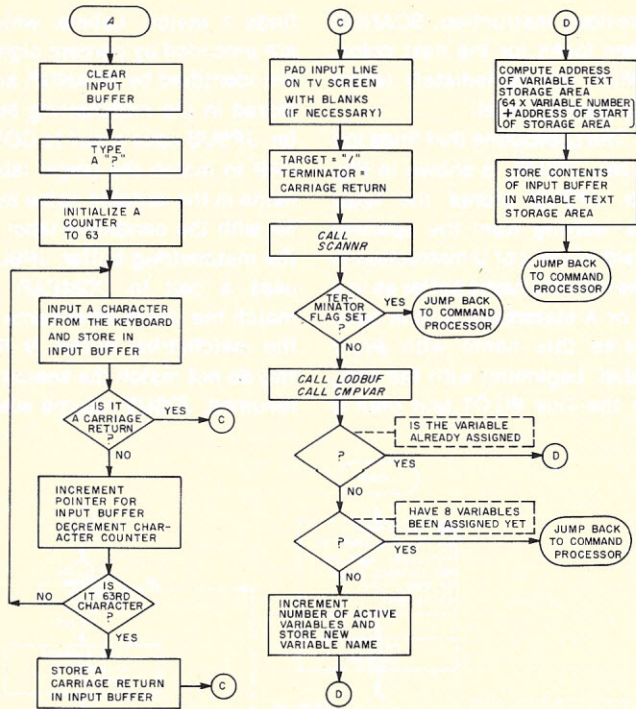 A
CLEAR
INPUT
BUFFER
TYPE
A "?"
INITIALIZE A
COUNTER
TO 63
INPUT A CHARACTER
FROM THE KEYBOARD
AND STORE IN
INPUT BUFFER
IS IT
A CARRIAGE
RETURN
?
YES
C
NO
INCREMENT
POINTER FOR
INPUT BUFFER
DECREMENT CHAR-
ACTER COUNTER
IS
IT 63RD
CHARACTER
?
NO
YES
STORE A
CARRIAGE RETURN
IN INPUT BUFFER
C
C
PAD INPUT LINE
ON TV SCREEN
WITH BLANKS
(IF NECESSARY)
TARGET = "/"
TERMINATOR =
CARRIAGE RETURN
CALL
SCANNR
TER-
MINATOR
FLAG SET
?
YES
JUMP BACK
TO COMMAND
PROCESSOR
NO
CALL LODBUF
CALL CMPVAR
IS THE VARIABLE
ALREADY ASSIGNED
?
YES
D
NO
HAVE 8 VARIABLES
BEEN ASSIGNED YET
?
YES
JUMP BACK
TO COMMAND
PROCESSOR
NO
INCREMENT
NUMBER OF ACTIVE
VARIABLES AND
STORE NEW
VARIABLE NAME
D
D
COMPUTE ADDRESS
OF VARIABLE TEXT
STORAGE AREA
(64 X VARIABLE NUMBER
+ ADDRESS OF START
OF STORAGE AREA)
STORE CONTENTS
OF INPUT BUFFER
IN VARIABLE TEXT
STORAGE AREA
JUMP BACK
TO COMMAND
PROCESSOR